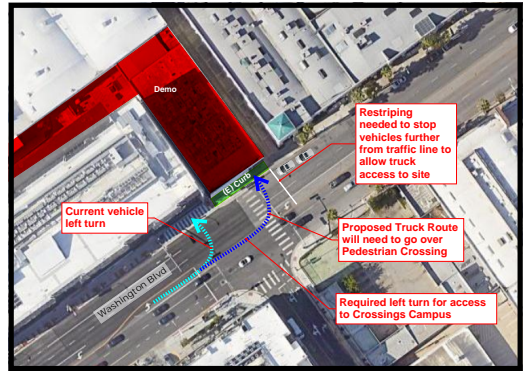 Demo
Restriping
needed to stop
vehicles further
from traffic line to
allow truck
access to site
(E) Curb
Current vehicle
left turn
Proposed Truck Route
will need to go over
Pedestrian Crossing
Washington Blvd
Required left turn for access
to Crossings Campus